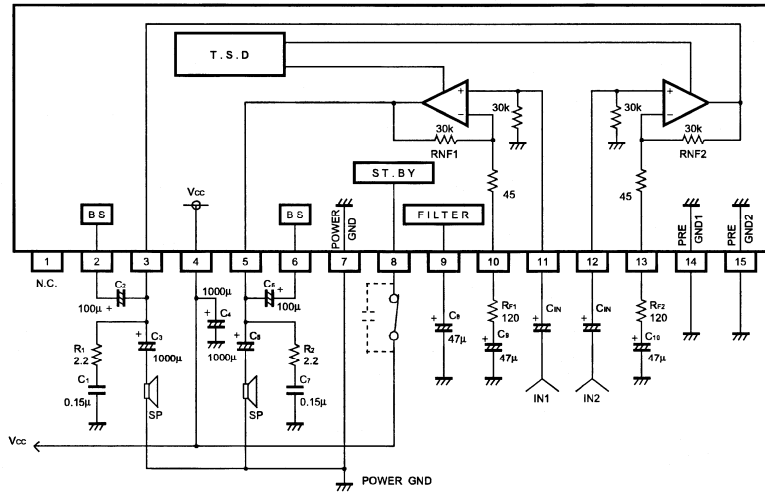 T.S.D
30k
30k
30k
RNF1
30k
RNF2
ST.BY
45
45
Vcc
BS
BS
POWER GND
FILTER
PRE GND1
PRE GND2
1
2
3
4
5
6
7
8
9
10
11
12
13
14
15
N.C.
C2
100µ
+
1000µ
+
C4
C5
+
100µ
R1
2.2
+
C3
1000µ
1000µ
+
C6
R2
2.2
+
C8
47µ
RF1
120
+
C9
47µ
+
CIN
+
CIN
RF2
120
+
C10
47µ
C1
0.15µ
SP
SP
C7
0.15µ
IN1
IN2
Vcc
POWER GND